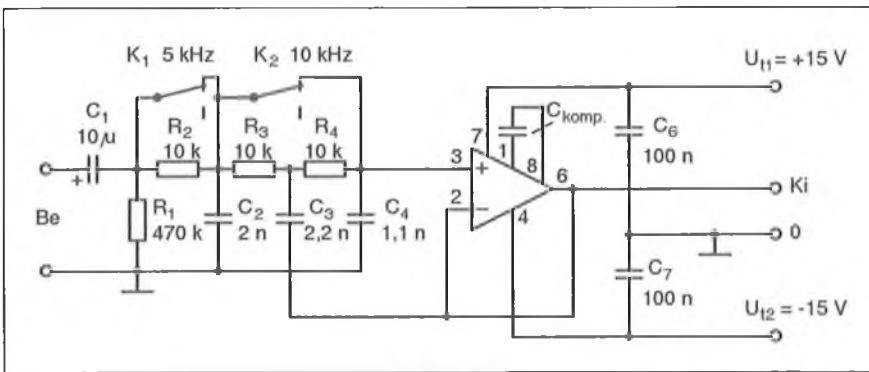 K1 5 kHz
K2 10 kHz
Ut1 = +15 V
C1
10/u
+
R2
10 k
R3
10 k
R4
10 k
Ckomp.
7
1
8
3
+
2
−
6
4
C6
100 n
Ki
Be
R1
470 k
C2
2 n
C3
2,2 n
C4
1,1 n
0
C7
100 n
Ut2 = -15 V